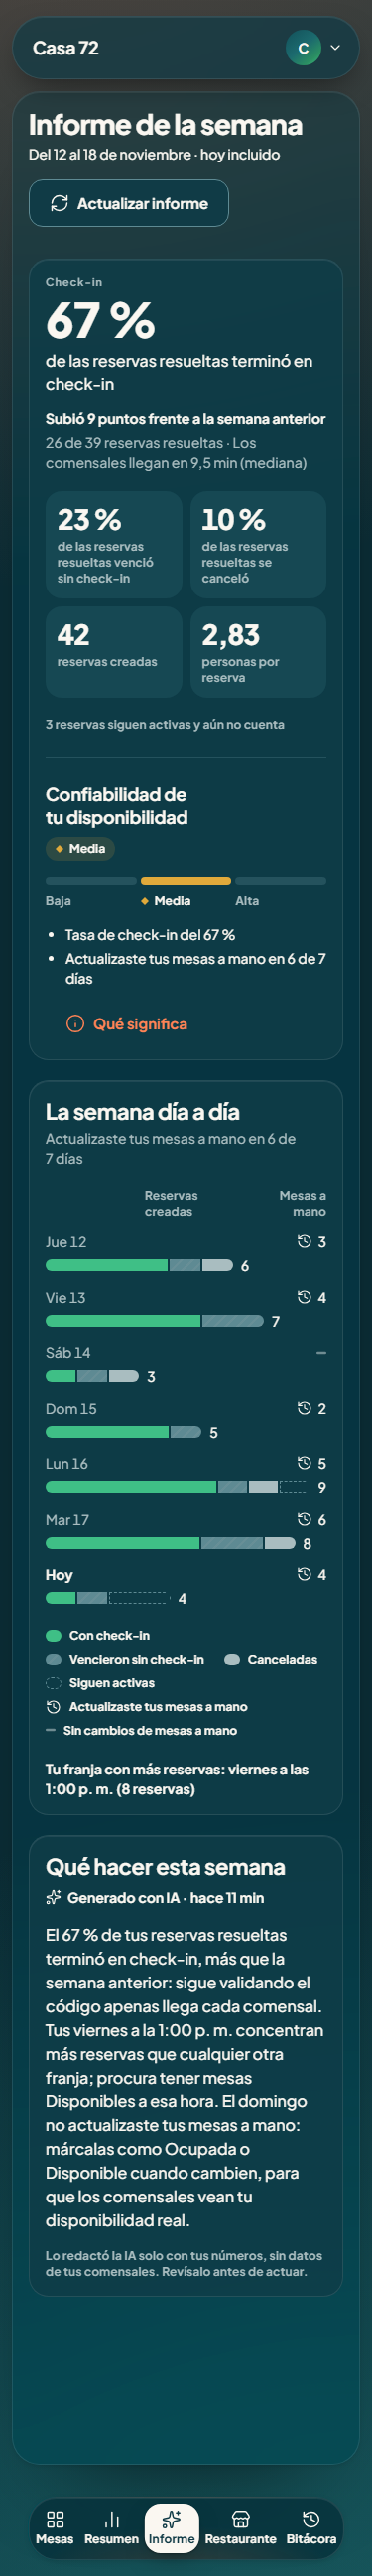 Casa 72
C
Informe de la semana
Del 12 al 18 de noviembre · hoy incluido
Actualizar informe
Check-in
67 %
de las reservas resueltas terminó en
check-in
Subió 9 puntos frente a la semana anterior
26 de 39 reservas resueltas · Los
comensales llegan en 9,5 min (mediana)
23 %
de las reservas
resueltas venció
sin check-in
10 %
de las reservas
resueltas se
canceló
42
reservas creadas
2,83
personas por
reserva
3 reservas siguen activas y aún no cuenta
Confiabilidad de
tu disponibilidad
Media
Baja
Media
Alta
• Tasa de check-in del 67 %
• Actualizaste tus mesas a mano en 6 de 7
días
Qué significa
La semana día a día
Actualizaste tus mesas a mano en 6 de
7 días
Reservas
creadas
Mesas a
mano
Jue 12
3
6
Vie 13
4
7
Sáb 14
–
3
Dom 15
2
5
Lun 16
5
9
Mar 17
6
8
Hoy
4
4
Con check-in
Vencieron sin check-in
Canceladas
Siguen activas
Actualizaste tus mesas a mano
– Sin cambios de mesas a mano
Tu franja con más reservas: viernes a las
1:00 p. m. (8 reservas)
Qué hacer esta semana
Generado con IA · hace 11 min
El 67 % de tus reservas resueltas
terminó en check-in, más que la
semana anterior: sigue validando el
código apenas llega cada comensal.
Tus viernes a la 1:00 p. m. concentran
más reservas que cualquier otra
franja; procura tener mesas
Disponibles a esa hora. El domingo
no actualizaste tus mesas a mano:
márcalas como Ocupada o
Disponible cuando cambien, para
que los comensales vean tu
disponibilidad real.
Lo redactó la IA solo con tus números, sin datos
de tus comensales. Revísalo antes de actuar.
Mesas
Resumen
Informe
Restaurante
Bitácora